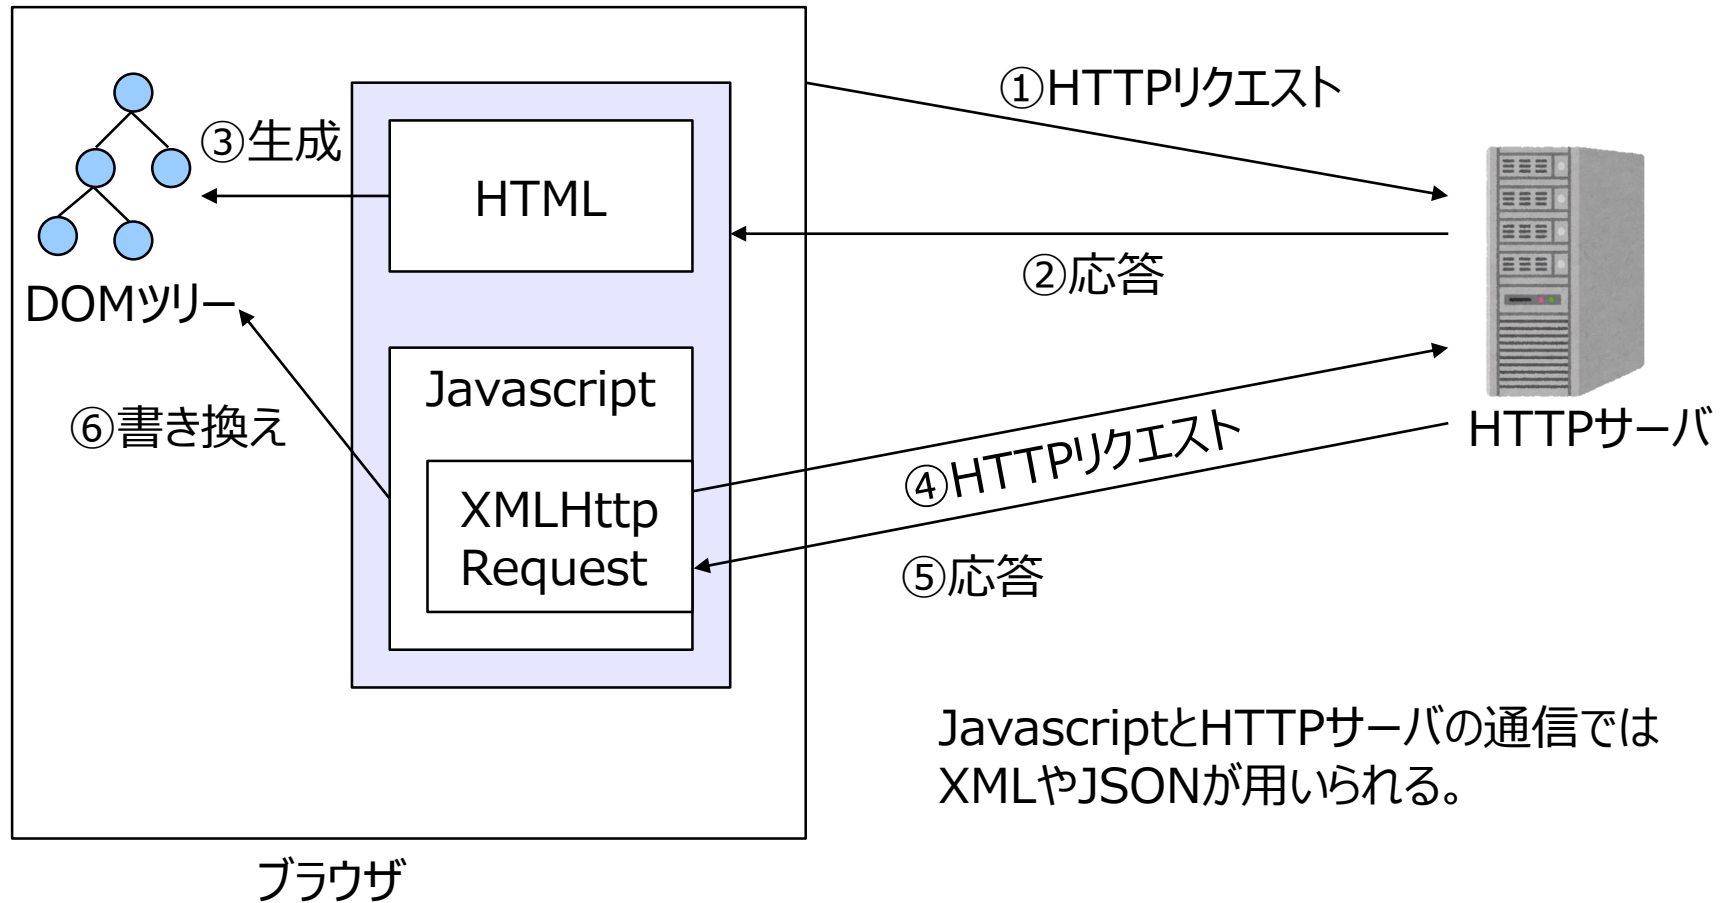 ①HTTPリクエスト
③生成
HTML
②応答
DOMツリー
Javascript
⑥書き換え
HTTPサーバ
④HTTPリクエスト
XMLHttp
Request
⑤応答
JavascriptとHTTPサーバの通信では
XMLやJSONが用いられる。
ブラウザ